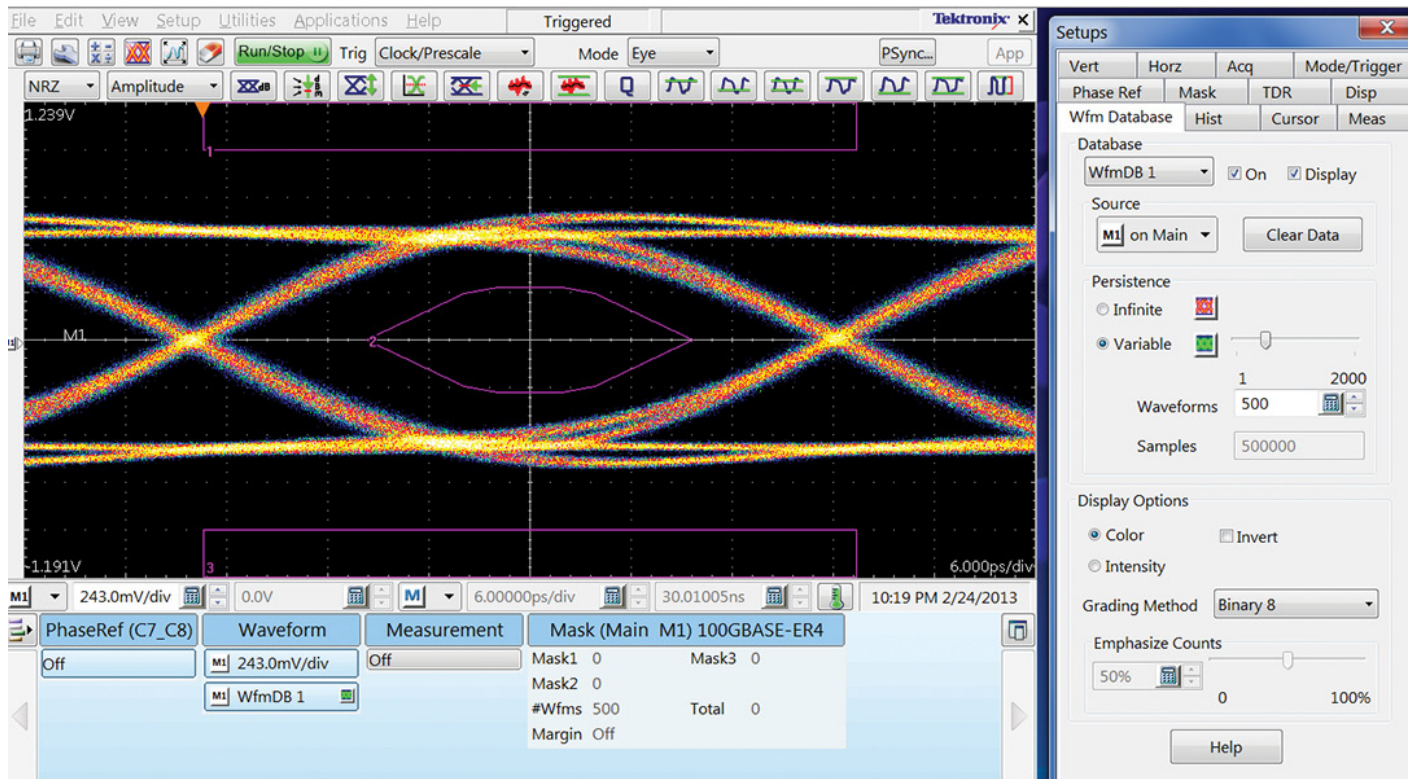 File Edit View Setup Utilities Applications Help Triggered Tektronix
Run/Stop Trig Clock/Prescale Mode Eye PSync... App
NRZ Amplitude dB Q
1.239V
1
M1
2
3
-1.191V 6.000ps/div
M1 243.0mV/div 0.0V M 6.00000ps/div 30.01005ns 10:19 PM 2/24/2013
PhaseRef (C7_C8) Waveform Measurement Mask (Main M1) 100GBASE-ER4
Off M1 243.0mV/div Off Mask1 0 Mask3 0
M1 WfmDB 1 Mask2 0
#Wfms 500 Total 0
Margin Off
Setups
Vert Horz Acq Mode/Trigger
Phase Ref Mask TDR Disp
Wfm Database Hist Cursor Meas
Database
WfmDB 1 On Display
Source
M1 on Main Clear Data
Persistence
Infinite
Variable
1 2000
Waveforms 500
Samples 500000
Display Options
Color Invert
Intensity
Grading Method Binary 8
Emphasize Counts
50%
0 100%
Help